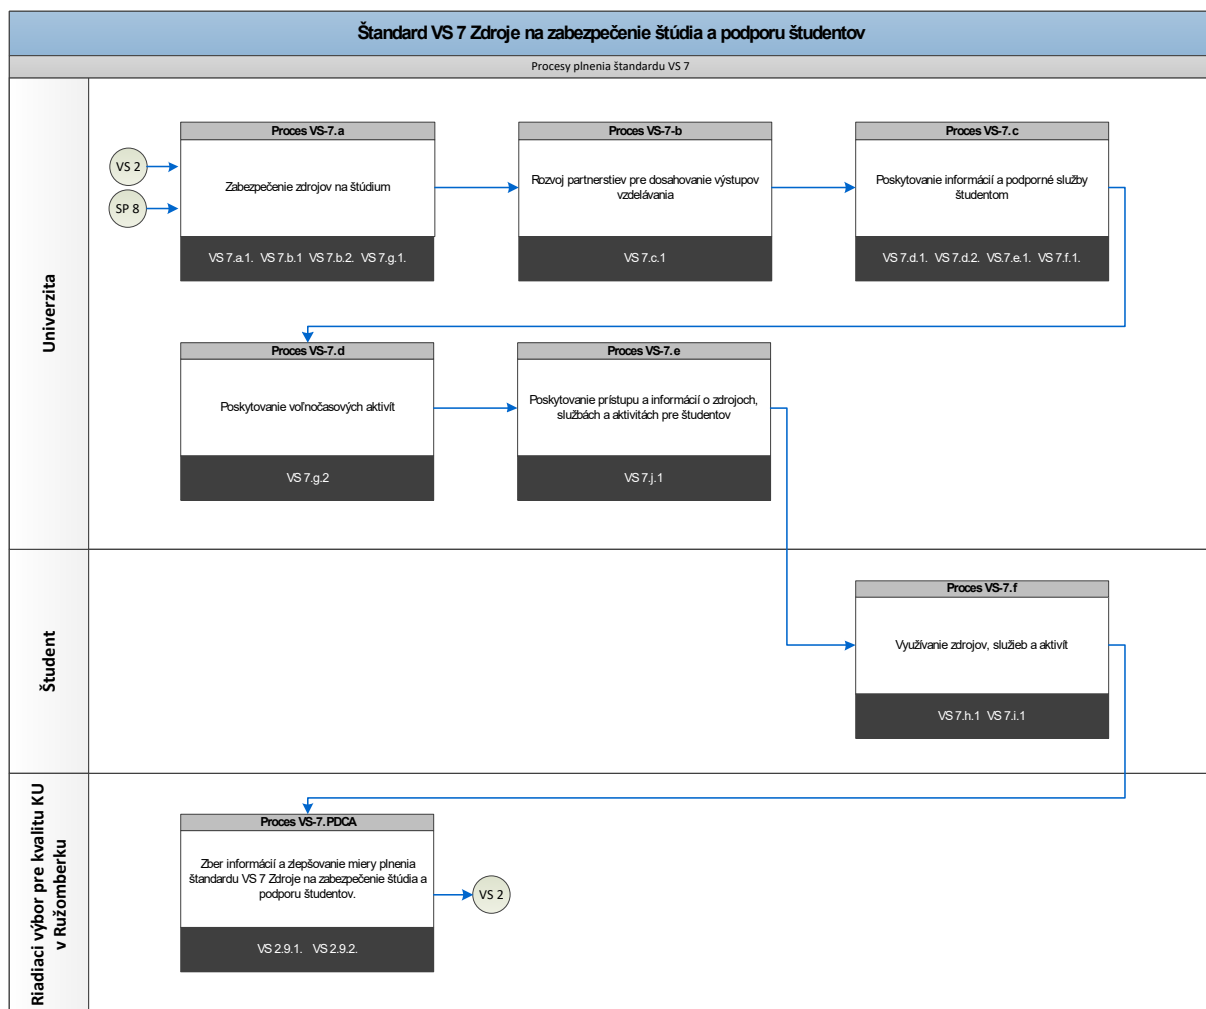 Štandard VS 7 Zdroje na zabezpečenie štúdia a podporu študentov
Procesy plnenia štandardu VS 7
Univerzita
VS 2
SP 8
Proces VS-7.a
Zabezpečenie zdrojov na štúdium
VS 7.a.1. VS 7.b.1 VS 7.b.2. VS 7.g.1.
Proces VS-7-b
Rozvoj partnerstiev pre dosahovanie výstupov
vzdelávania
VS 7.c.1
Proces VS-7.c
Poskytovanie informácií a podporné služby
študentom
VS 7.d.1. VS 7.d.2. VS.7.e.1. VS 7.f.1.
Proces VS-7.d
Poskytovanie voľnočasových aktivít
VS 7.g.2
Proces VS-7.e
Poskytovanie prístupu a informácií o zdrojoch,
službách a aktivitách pre študentov
VS 7.j.1
Študent
Proces VS-7.f
Využívanie zdrojov, služieb a aktivít
VS 7.h.1 VS 7.i.1
Riadiaci výbor pre kvalitu KU
v Ružomberku
Proces VS-7.PDCA
Zber informácií a zlepšovanie miery plnenia
štandardu VS 7 Zdroje na zabezpečenie štúdia a
podporu študentov.
VS 2.9.1. VS 2.9.2.
VS 2